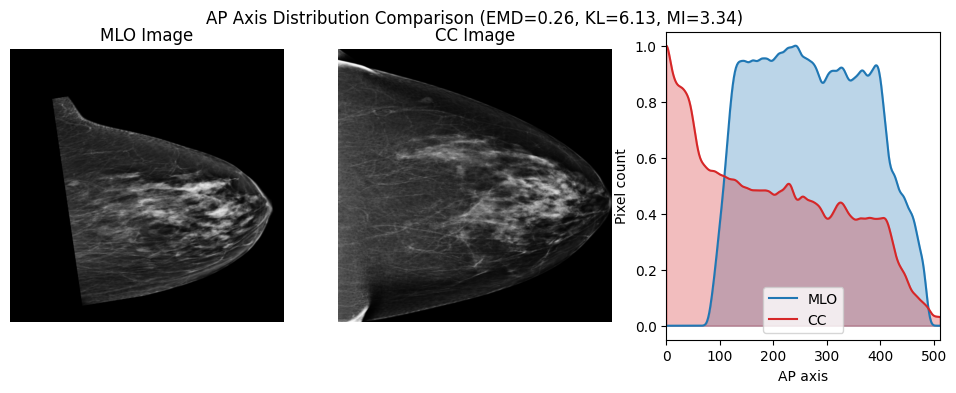 AP Axis Distribution Comparison (EMD=0.26, KL=6.13, MI=3.34)
MLO Image
CC Image
1.0
0.8
0.6
0.4
0.2
0.0
Pixel count
MLO
CC
0
100
200
300
400
500
AP axis